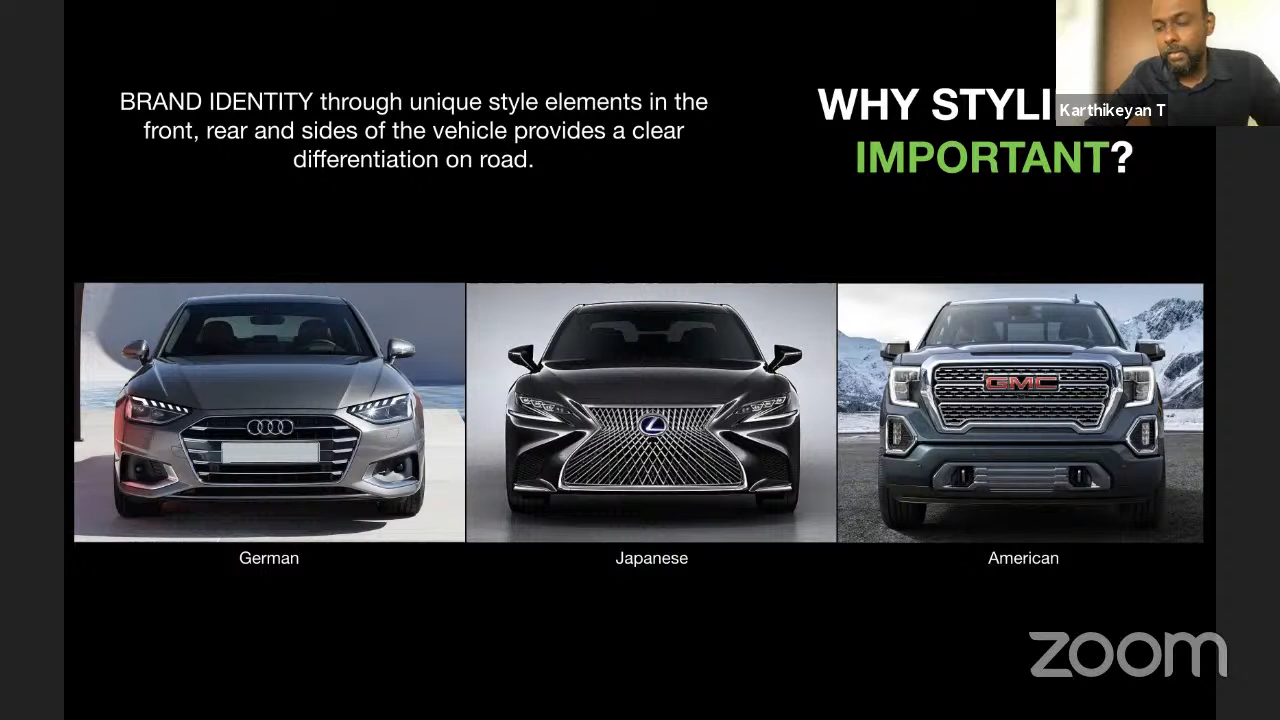 BRAND IDENTITY through unique style elements in the
front, rear and sides of the vehicle provides a clear
differentiation on road.
WHY STYLI
IMPORTANT?
Karthikeyan T
GMC
German
Japanese
American
zoom